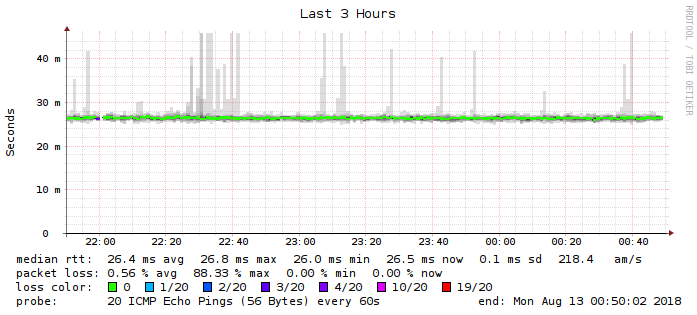 Last 3 Hours
RRDTOOL / TOBI OETIKER
Seconds
40 m
30 m
20 m
10 m
0
22:00 22:20 22:40 23:00 23:20 23:40 00:00 00:20 00:40
median rtt: 26.4 ms avg 26.8 ms max 26.0 ms min 26.5 ms now 0.1 ms sd 218.4 am/s
packet loss: 0.56 % avg 88.33 % max 0.00 % min 0.00 % now
loss color: 0 1/20 2/20 3/20 4/20 10/20 19/20
probe: 20 ICMP Echo Pings (56 Bytes) every 60s end: Mon Aug 13 00:50:02 2018